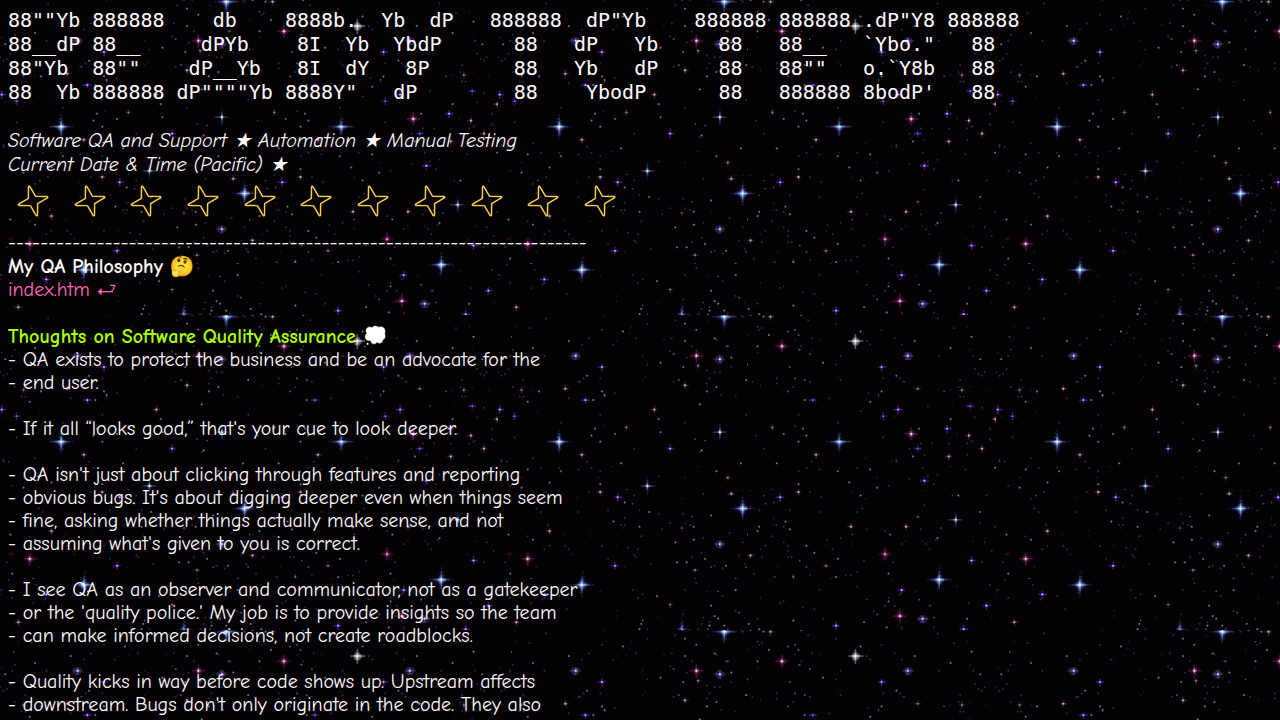 88""Yb 888888    db    8888b.  Yb  dP   888888  dP"Yb    888888 888888 .dP"Y8 888888
88__dP 88__     dPYb    8I  Yb  YbdP      88   dP   Yb     88   88__   `Ybo."   88
88"Yb  88""    dP__Yb   8I  dY   8P       88   Yb   dP     88   88""   o.`Y8b   88
88  Yb 888888 dP""""Yb 8888Y"   dP        88    YbodP      88   888888 8bodP'   88
Software QA and Support ★ Automation ★ Manual Testing
Current Date & Time (Pacific) ★
-------------------------------------------------------------------------
My QA Philosophy 🤔
index.htm ⮐
Thoughts on Software Quality Assurance 💭
- QA exists to protect the business and be an advocate for the
- end user.
- If it all “looks good,” that's your cue to look deeper.
- QA isn't just about clicking through features and reporting
- obvious bugs. It's about digging deeper even when things seem
- fine, asking whether things actually make sense, and not
- assuming what's given to you is correct.
- I see QA as an observer and communicator, not as a gatekeeper
- or the 'quality police.' My job is to provide insights so the team
- can make informed decisions, not create roadblocks.
- Quality kicks in way before code shows up. Upstream affects
- downstream. Bugs don't only originate in the code. They also